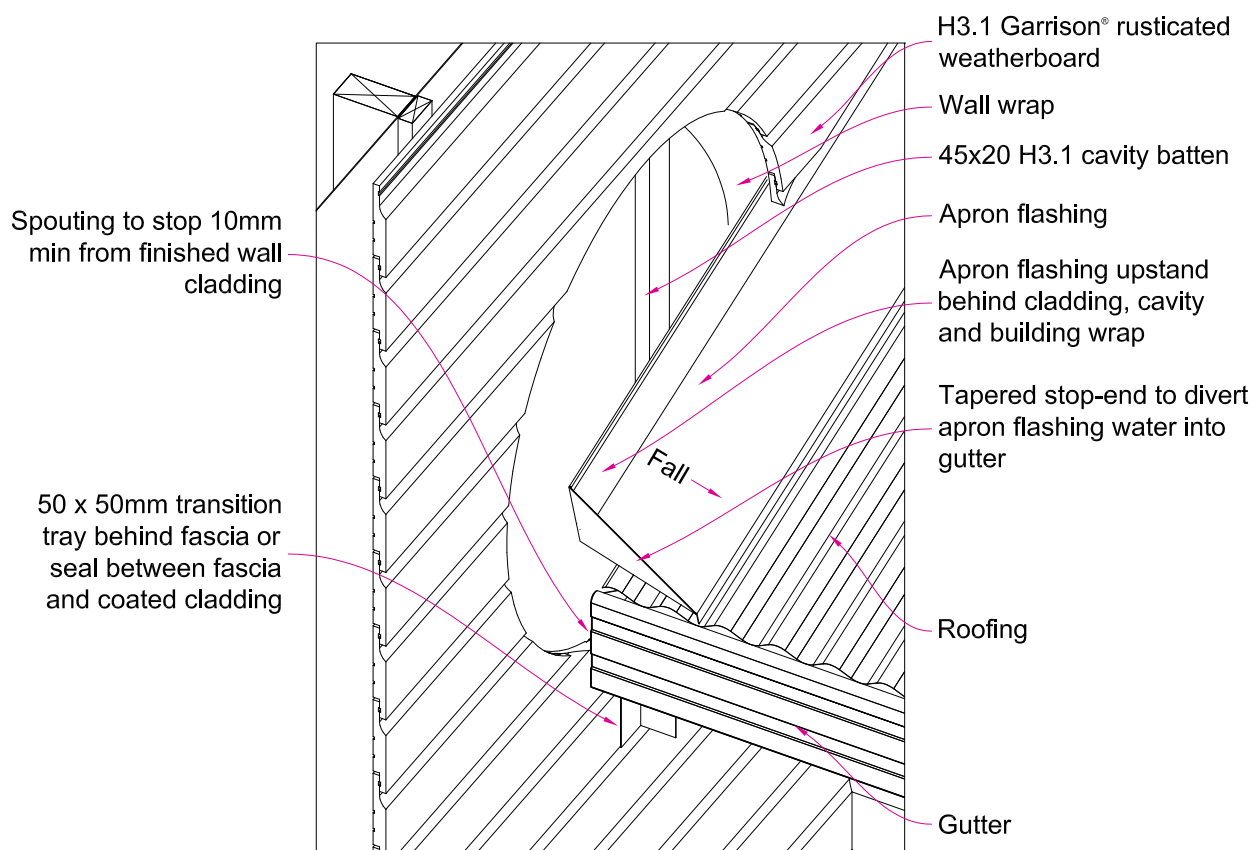 H3.1 Garrison® rusticated
weatherboard
Wall wrap
45x20 H3.1 cavity batten
Apron flashing
Apron flashing upstand
behind cladding, cavity
and building wrap
Tapered stop-end to divert
apron flashing water into
gutter
Roofing
Gutter
Spouting to stop 10mm
min from finished wall
cladding
50 x 50mm transition
tray behind fascia or
seal between fascia
and coated cladding
Fall